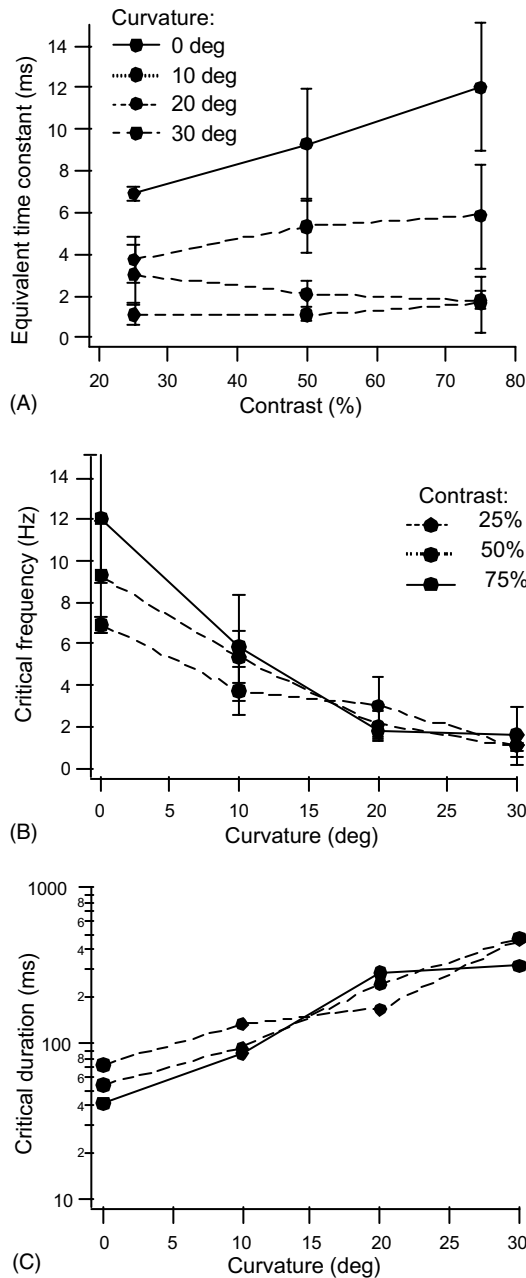 Curvature:
0 deg
10 deg
20 deg
30 deg
Equivalent time constant (ms)
14
12
10
8
6
4
2
0
20 30 40 50 60 70 80
(A)
Contrast (%)
Contrast:
25%
50%
75%
Critical frequency (Hz)
14
12
10
8
6
4
2
0
0 5 10 15 20 25 30
(B)
Curvature (deg)
Critical duration (ms)
1000
8
6
4
2
100
8
6
4
2
10
0 5 10 15 20 25 30
(C)
Curvature (deg)